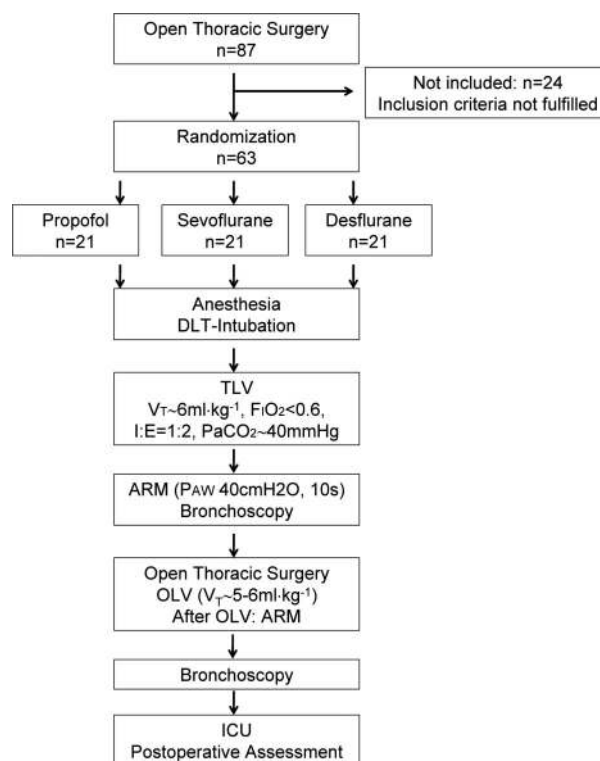 Open Thoracic Surgery
n=87
Not included: n=24
Inclusion criteria not fulfilled
Randomization
n=63
Propofol
n=21
Sevoflurane
n=21
Desflurane
n=21
Anesthesia
DLT-Intubation
TLV
VT~6ml·kg⁻¹, FIO₂<0.6,
I:E=1:2, PaCO₂~40mmHg
ARM (PAW 40cmH2O, 10s)
Bronchoscopy
Open Thoracic Surgery
OLV (V_T~5-6ml·kg⁻¹)
After OLV: ARM
Bronchoscopy
ICU
Postoperative Assessment